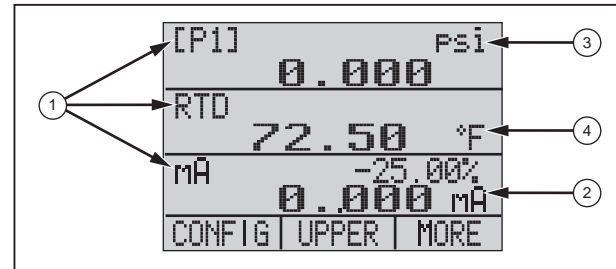 [P1] psi
0.000
RTD
72.50 °F
mA -25.00%
0.000 mA
CONFIG UPPER MORE
1
3
4
2